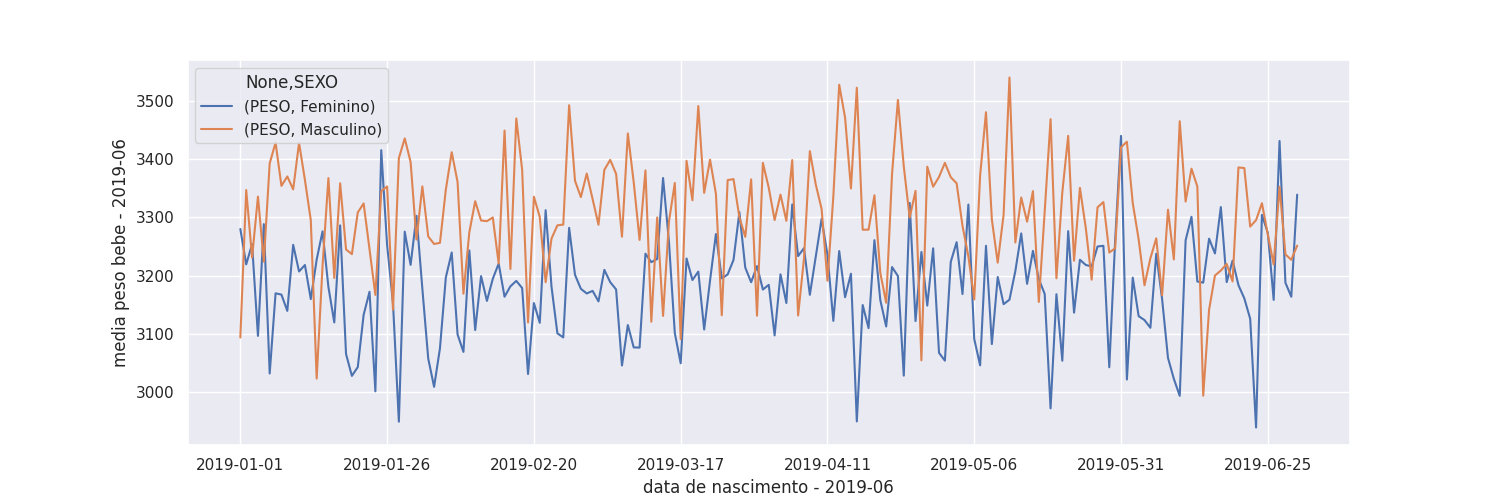 None,SEXO
(PESO, Feminino)
(PESO, Masculino)
media peso bebe - 2019-06
3500
3400
3300
3200
3100
3000
2019-01-01
2019-01-26
2019-02-20
2019-03-17
2019-04-11
2019-05-06
2019-05-31
2019-06-25
data de nascimento - 2019-06